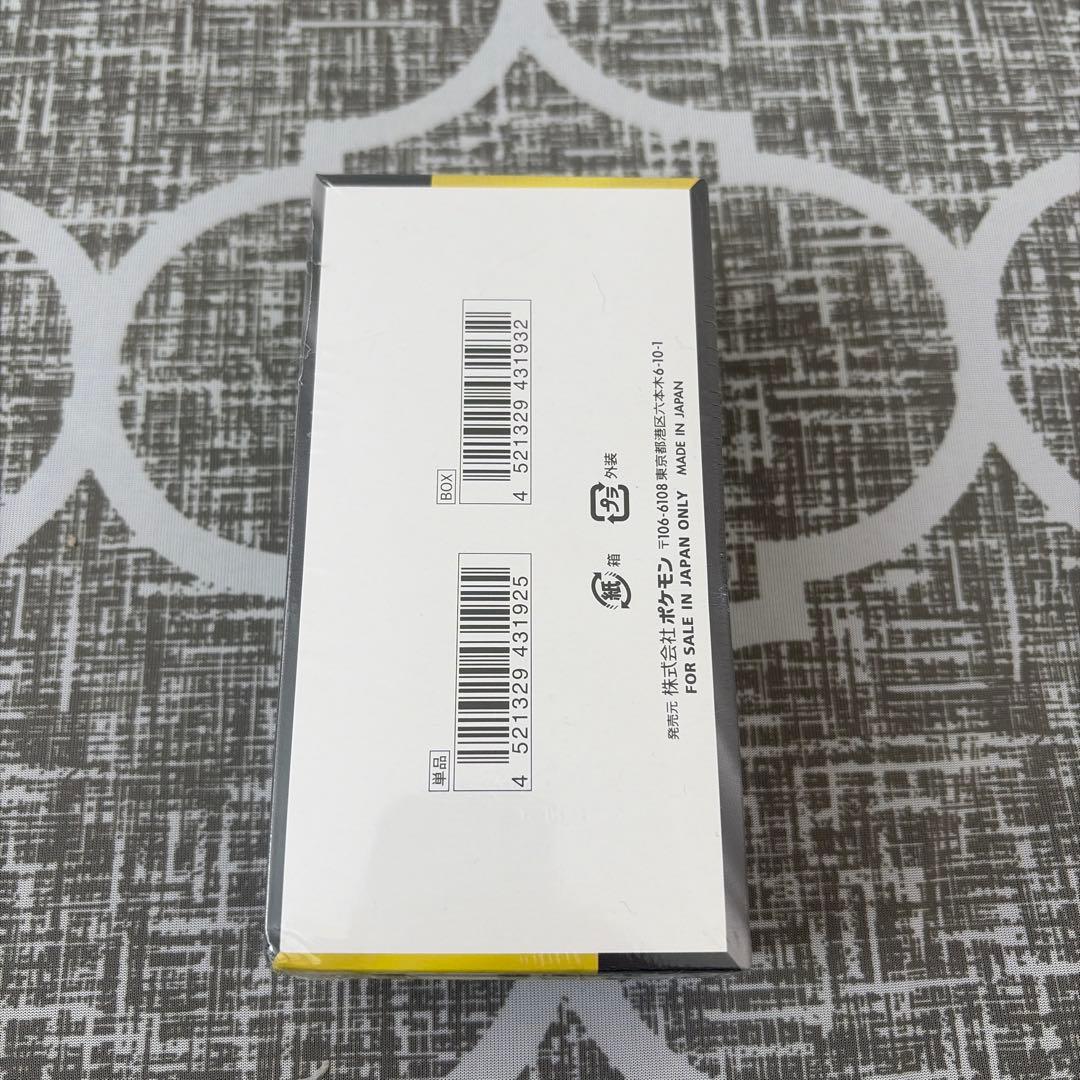 単品
4 521329 431925
BOX
4 521329 431932
紙 箱
プラ 外装
発売元 株式会社 ポケモン 〒106-6108 東京都港区六本木6-10-1
FOR SALE IN JAPAN ONLY MADE IN JAPAN